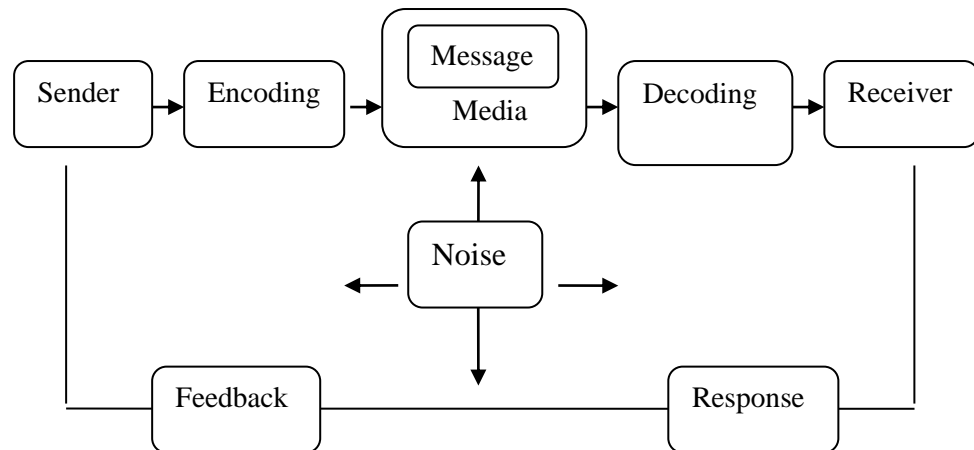 Message
Sender
Encoding
Media
Decoding
Receiver
Noise
Feedback
Response